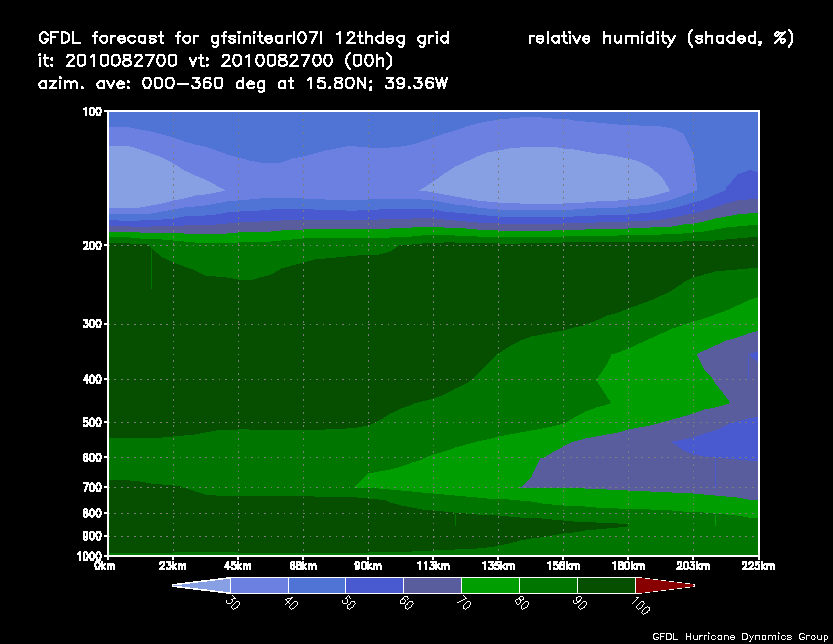 GFDL forecast for gfsinitearl07l 12thdeg grid relative humidity (shaded, %)
it: 2010082700 vt: 2010082700 (00h)
azim. ave: 000-360 deg at 15.80N; 39.36W
100
200
300
400
500
600
700
800
900
1000
0km 23km 45km 68km 90km 113km 135km 158km 180km 203km 225km
30 40 50 60 70 80 90 100
GFDL Hurricane Dynamics Group